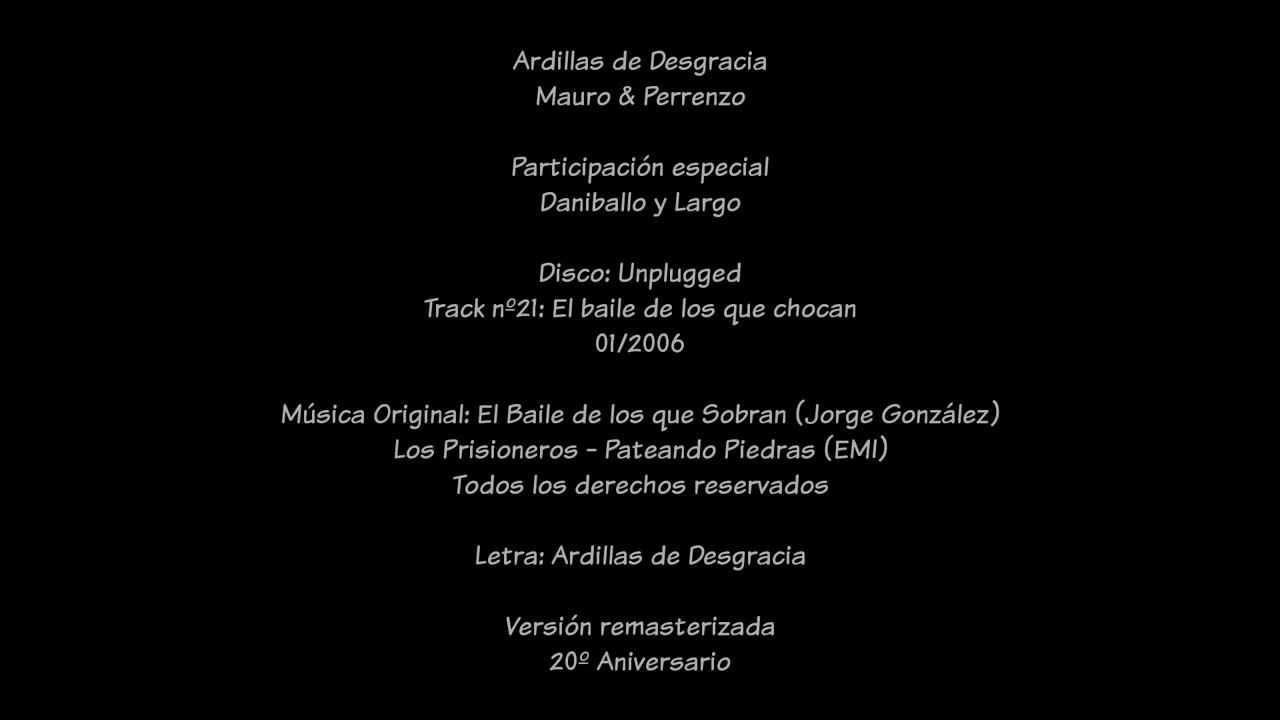 Ardillas de Desgracia
Mauro & Perrenzo
Participación especial
Daniballo y Largo
Disco: Unplugged
Track nº21: El baile de los que chocan
01/2006
Música Original: El Baile de los que Sobran (Jorge González)
Los Prisioneros - Pateando Piedras (EMI)
Todos los derechos reservados
Letra: Ardillas de Desgracia
Versión remasterizada
20º Aniversario